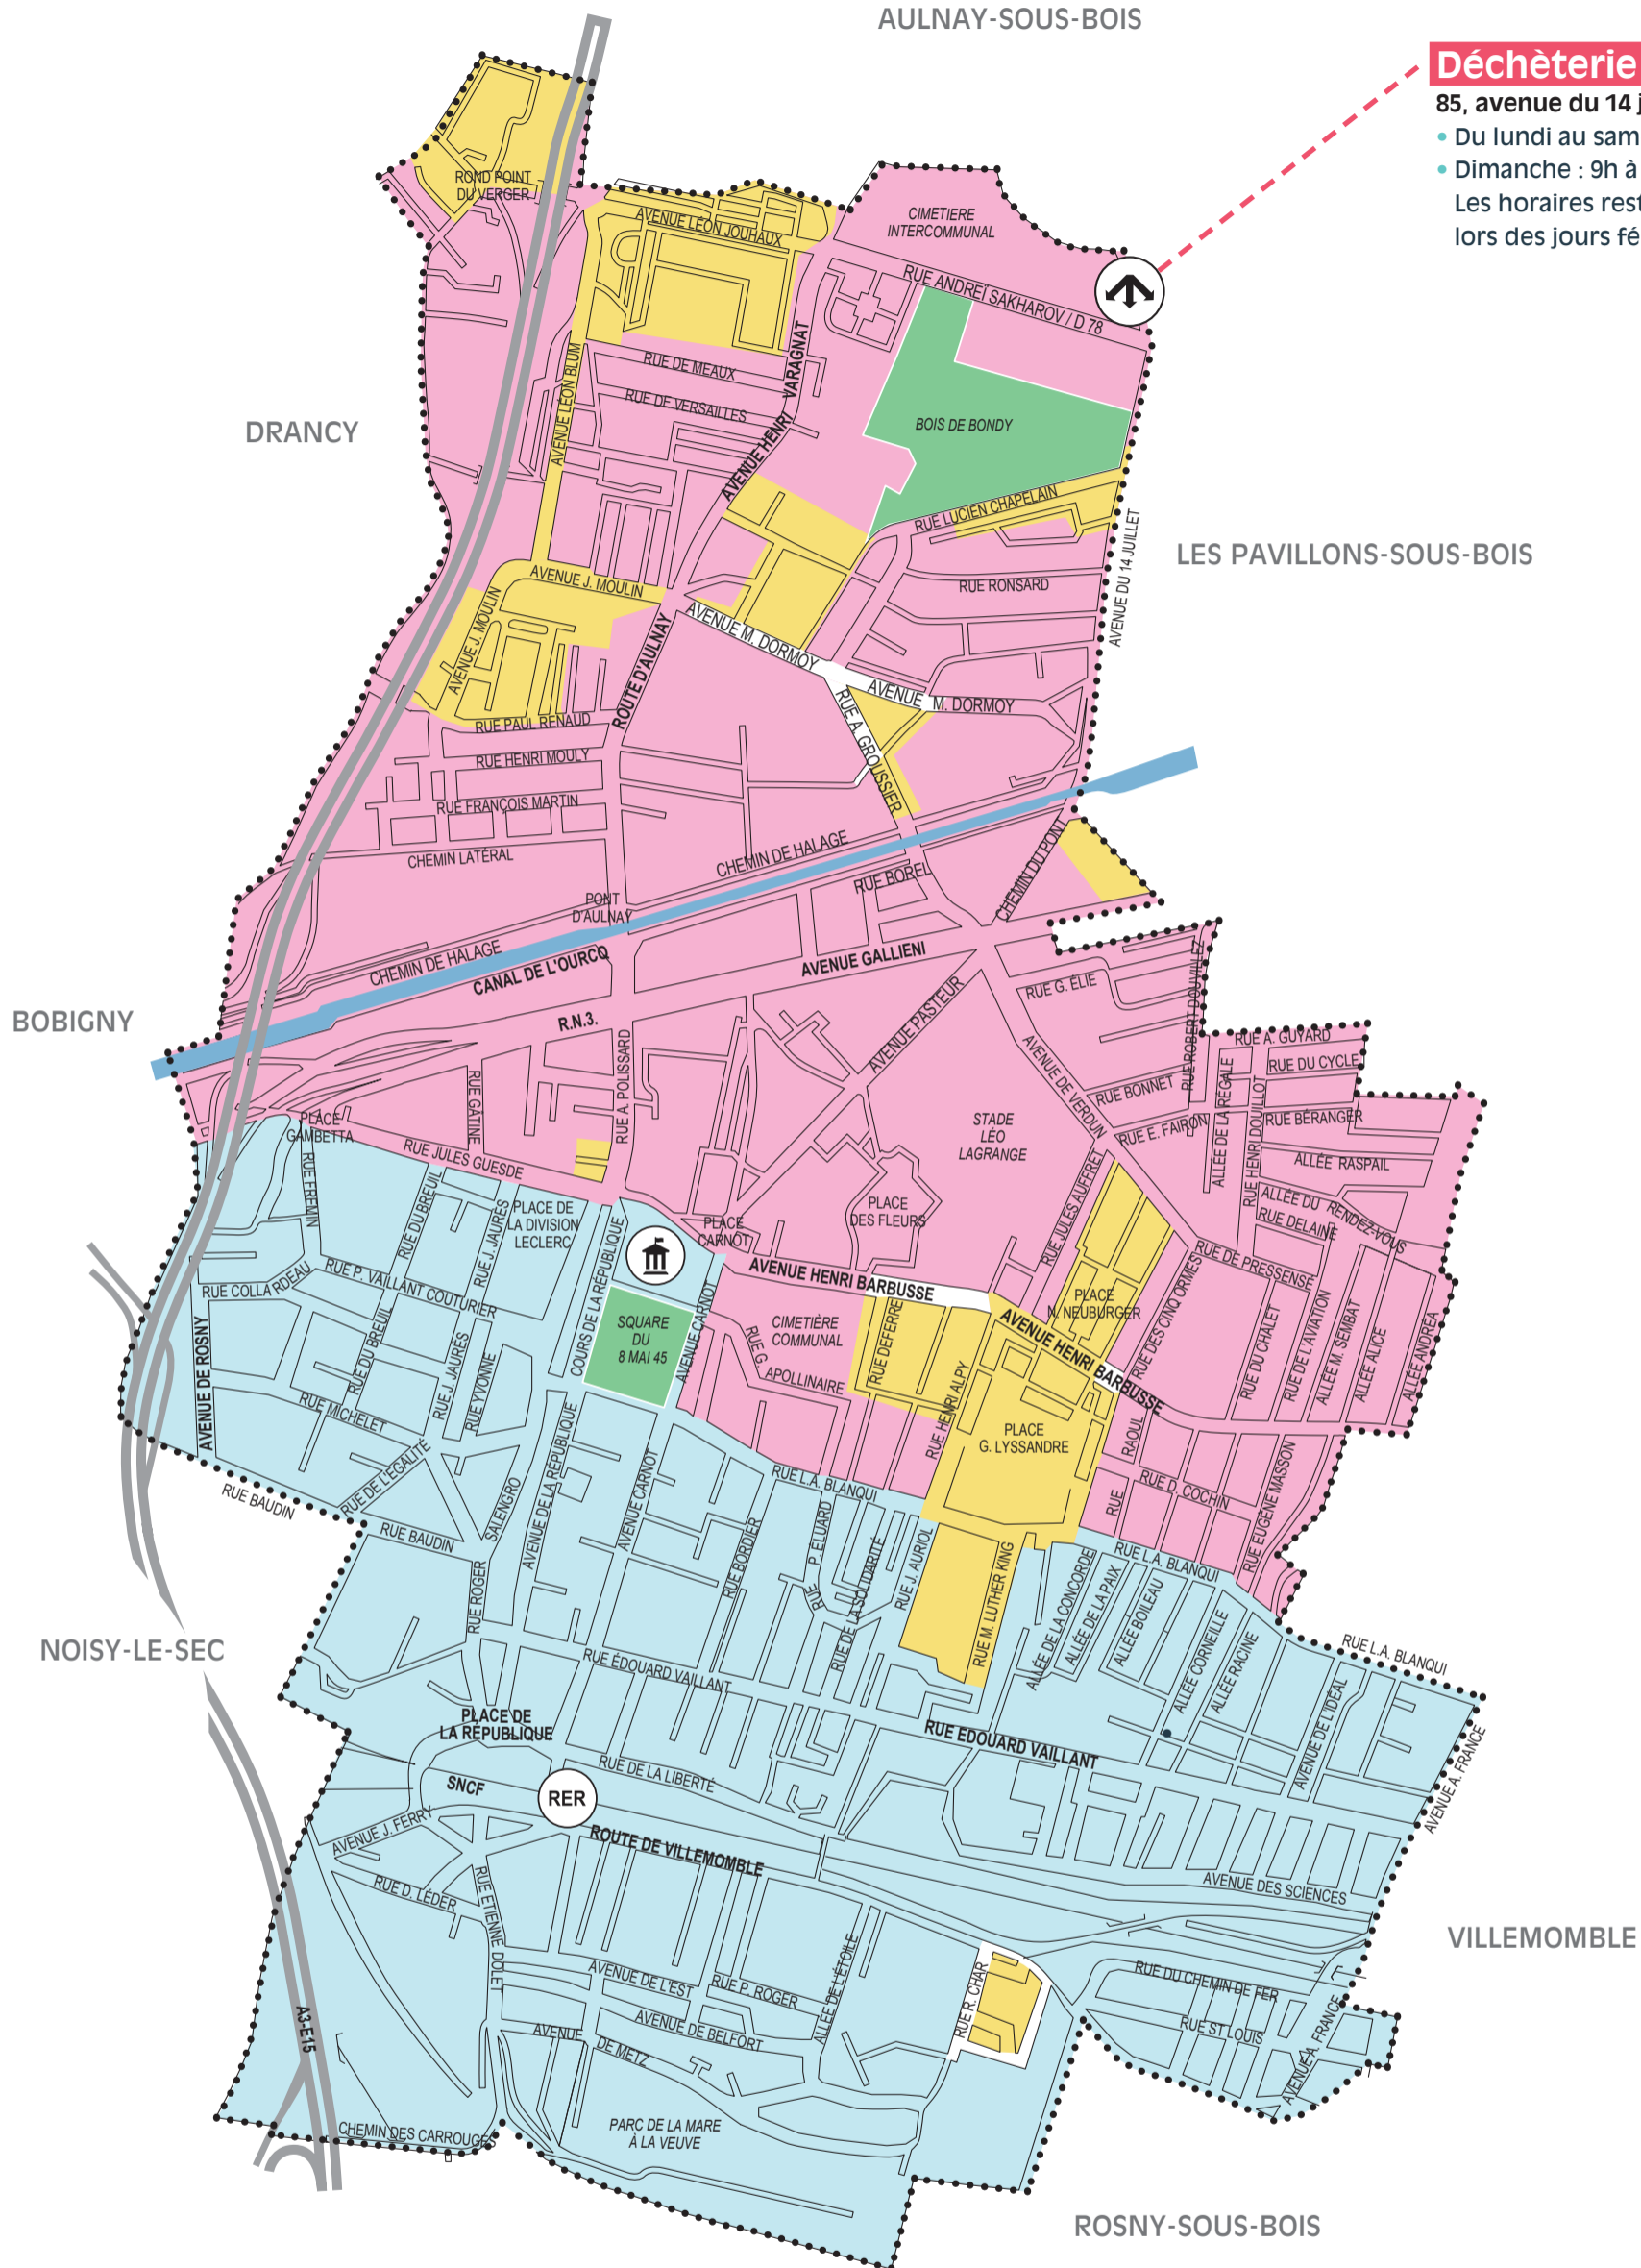 AULNAY-SOUS-BOIS
Déchèterie
85, avenue du 14 j
• Du lundi au sam
• Dimanche : 9h à
Les horaires rest
lors des jours fé
ROND POINT
DU VERGER
AVENUE LÉON JOUHAUX
CIMETIERE
INTERCOMMUNAL
RUE ANDREÏ SAKHAROV / D 78
AVENUE LÉON BLUM
RUE DE MEAUX
RUE DE VERSAILLES
AVENUE HENRI VARAGNAT
BOIS DE BONDY
DRANCY
RUE LUCIEN CHAPELAIN
AVENUE DU 14 JUILLET
LES PAVILLONS-SOUS-BOIS
AVENUE J. MOULIN
AVENUE J. MOULIN
RUE RONSARD
AVENUE M. DORMOY
AVENUE M. DORMOY
ROUTE D'AULNAY
RUE A. GROUSSIER
RUE PAUL RENAUD
RUE HENRI MOULY
RUE FRANÇOIS MARTIN
CHEMIN LATÉRAL
CHEMIN DE HALAGE
CHEMIN DU PONT
RUE BOREL
PONT
D'AULNAY
CHEMIN DE HALAGE
CANAL DE L'OURCQ
AVENUE GALLIENI
BOBIGNY
R.N.3.
RUE G. ÉLIE
RUE ROBERT DOUVILLEZ
AVENUE PASTEUR
AVENUE DE VERDUN
RUE A. GUYARD
RUE DU CYCLE
RUE BONNET
RUE BÉRANGER
RUE E. FAIRON
ALLÉE DE LA RÉGALE
RUE HENRI DOUILLOT
ALLÉE RASPAIL
ALLÉE DU RENDEZ-VOUS
RUE DELAINE
RUE DE PRESSENSE
RUE GATINE
RUE A. POLISSARD
PLACE
GAMBETTA
RUE JULES GUESDE
STADE
LÉO
LAGRANGE
PLACE
DES FLEURS
RUE JULES AUFFRET
RUE FREMIN
RUE DU BREUIL
RUE J. JAURÈS
PLACE DE
LA DIVISION
LECLERC
PLACE
CARNOT
COURS DE LA RÉPUBLIQUE
AVENUE HENRI BARBUSSE
PLACE
N. NEUBURGER
RUE DES CINQ ORMES
RUE COLLARDEAU
RUE P. VAILLANT COUTURIER
SQUARE
DU
8 MAI 45
AVENUE CARNOT
CIMETIÈRE
COMMUNAL
RUE DEFERRE
AVENUE HENRI BARBUSSE
RUE DU CHALET
RUE DE L'AVIATION
ALLÉE M. SEMBAT
ALLÉE ALICE
ALLÉE ANDRÉA
AVENUE DE ROSNY
RUE DU BREUIL
RUE J. JAURÈS
RUE YVONNE
RUE G. APOLLINAIRE
RUE HENRI ALPY
PLACE
G. LYSSANDRE
RUE RAOUL
RUE MICHELET
RUE DE L'EGALITÉ
RUE BAUDIN
RUE BAUDIN
RUE ROGER SALENGRO
AVENUE DE LA RÉPUBLIQUE
AVENUE CARNOT
RUE L.A. BLANQUI
RUE D. COCHIN
RUE EUGÈNE MASSON
RUE BORDIER
RUE P. ÉLUARD
RUE DE LA SOLIDARITÉ
RUE J. AURIOL
RUE M. LUTHER KING
RUE L.A. BLANQUI
ALLÉE DE LA CONCORDE
ALLÉE DE LA PAIX
ALLÉE BOILEAU
ALLÉE CORNEILLE
ALLÉE RACINE
RUE L.A. BLANQUI
NOISY-LE-SEC
RUE ÉDOUARD VAILLANT
RUE EDOUARD VAILLANT
AVENUE DE L'IDÉAL
AVENUE A. FRANCE
PLACE DE
LA RÉPUBLIQUE
RUE DE LA LIBERTÉ
SNCF
RER
AVENUE J. FERRY
ROUTE DE VILLEMOMBLE
RUE D. LÉDER
RUE ETIENNE DOLET
AVENUE DES SCIENCES
VILLEMOMBLE
AVENUE DE L'EST
RUE P. ROGER
ALLÉE DE L'ÉTOILE
RUE R. CHAR
RUE DU CHEMIN DE FER
AVENUE DE BELFORT
RUE ST LOUIS
AVENUE A. FRANCE
AVENUE DE METZ
A3-E15
CHEMIN DES CARROUGES
PARC DE LA MARE
À LA VEUVE
ROSNY-SOUS-BOIS